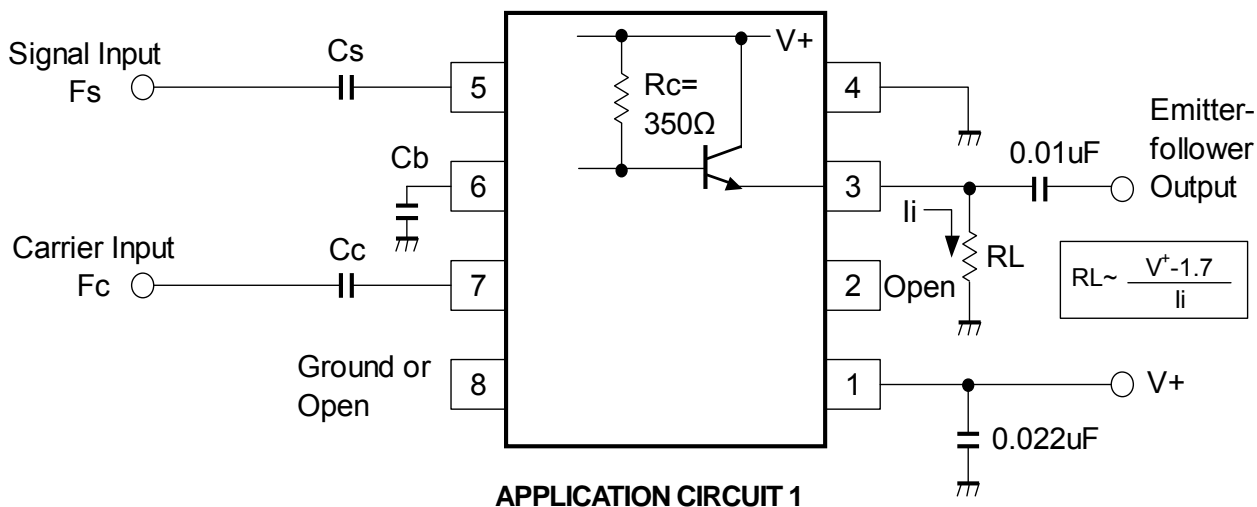 Signal Input
Fs
Cs
5
Rc=
350Ω
V+
4
Emitter-
follower
Output
0.01uF
Cb
6
3
Ii
RL
RL~ V⁺-1.7
Ii
Carrier Input
Fc
Cc
7
2
Open
Ground or
Open
8
1
V+
0.022uF
APPLICATION CIRCUIT 1